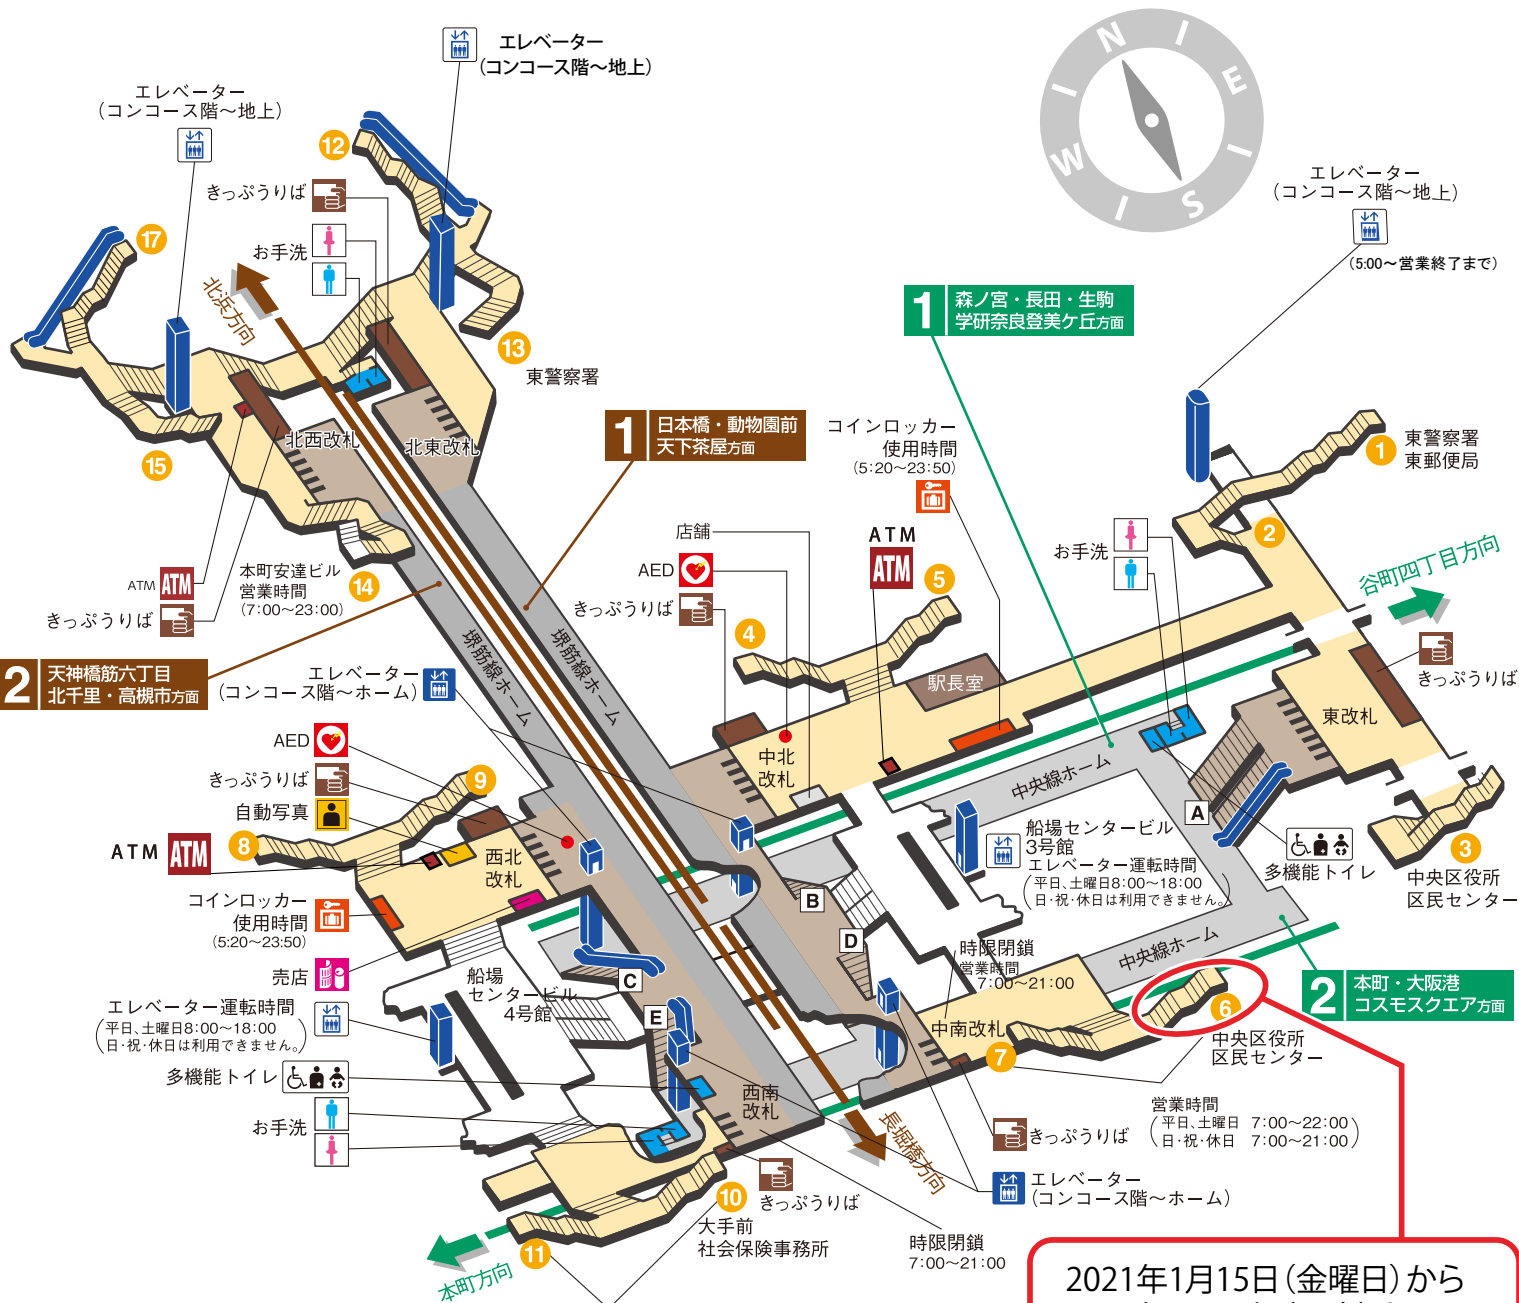 エレベーター
(コンコース階～地上)
エレベーター
(コンコース階～地上)
N
I
E
I
S
I
W
I
12
きっぷうりば
お手洗
17
北浜方向
エレベーター
(コンコース階～地上)
(5:00～営業終了まで)
1 森ノ宮・長田・生駒
学研奈良登美ケ丘方面
13
東警察署
1 日本橋・動物園前
天下茶屋方面
北西改札
北東改札
15
コインロッカー
使用時間
(5:20～23:50)
1
東警察署
東郵便局
2
店舗
ATM
ATM
お手洗
谷町四丁目方向
ATM ATM
きっぷうりば
本町安達ビル
営業時間
(7:00～23:00)
14
AED
きっぷうりば
5
4
堺筋線ホーム
堺筋線ホーム
2 天神橋筋六丁目
北千里・高槻市方面
エレベーター
(コンコース階～ホーム)
駅長室
きっぷうりば
東改札
AED
きっぷうりば
自動写真
9
中北
改札
中央線ホーム
ATM ATM
8
西北
改札
A
船場センタービル
3号館
エレベーター運転時間
(平日、土曜日8:00～18:00
日・祝・休日は利用できません。)
多機能トイレ
3
中央区役所
区民センター
コインロッカー
使用時間
(5:20～23:50)
B
D
売店
船場
センタービル
4号館
C
時限閉鎖
営業時間
7:00～21:00
中央線ホーム
2 本町・大阪港
コスモスクエア方面
エレベーター運転時間
(平日、土曜日8:00～18:00
日・祝・休日は利用できません。)
E
中南改札
7
6
中央区役所
区民センター
多機能トイレ
お手洗
西南
改札
長堀橋方向
きっぷうりば
営業時間
(平日、土曜日 7:00～22:00
日・祝・休日 7:00～21:00)
エレベーター
(コンコース階～ホーム)
きっぷうりば
10
大手前
社会保険事務所
11
本町方向
時限閉鎖
7:00～21:00
2021年1月15日(金曜日)から